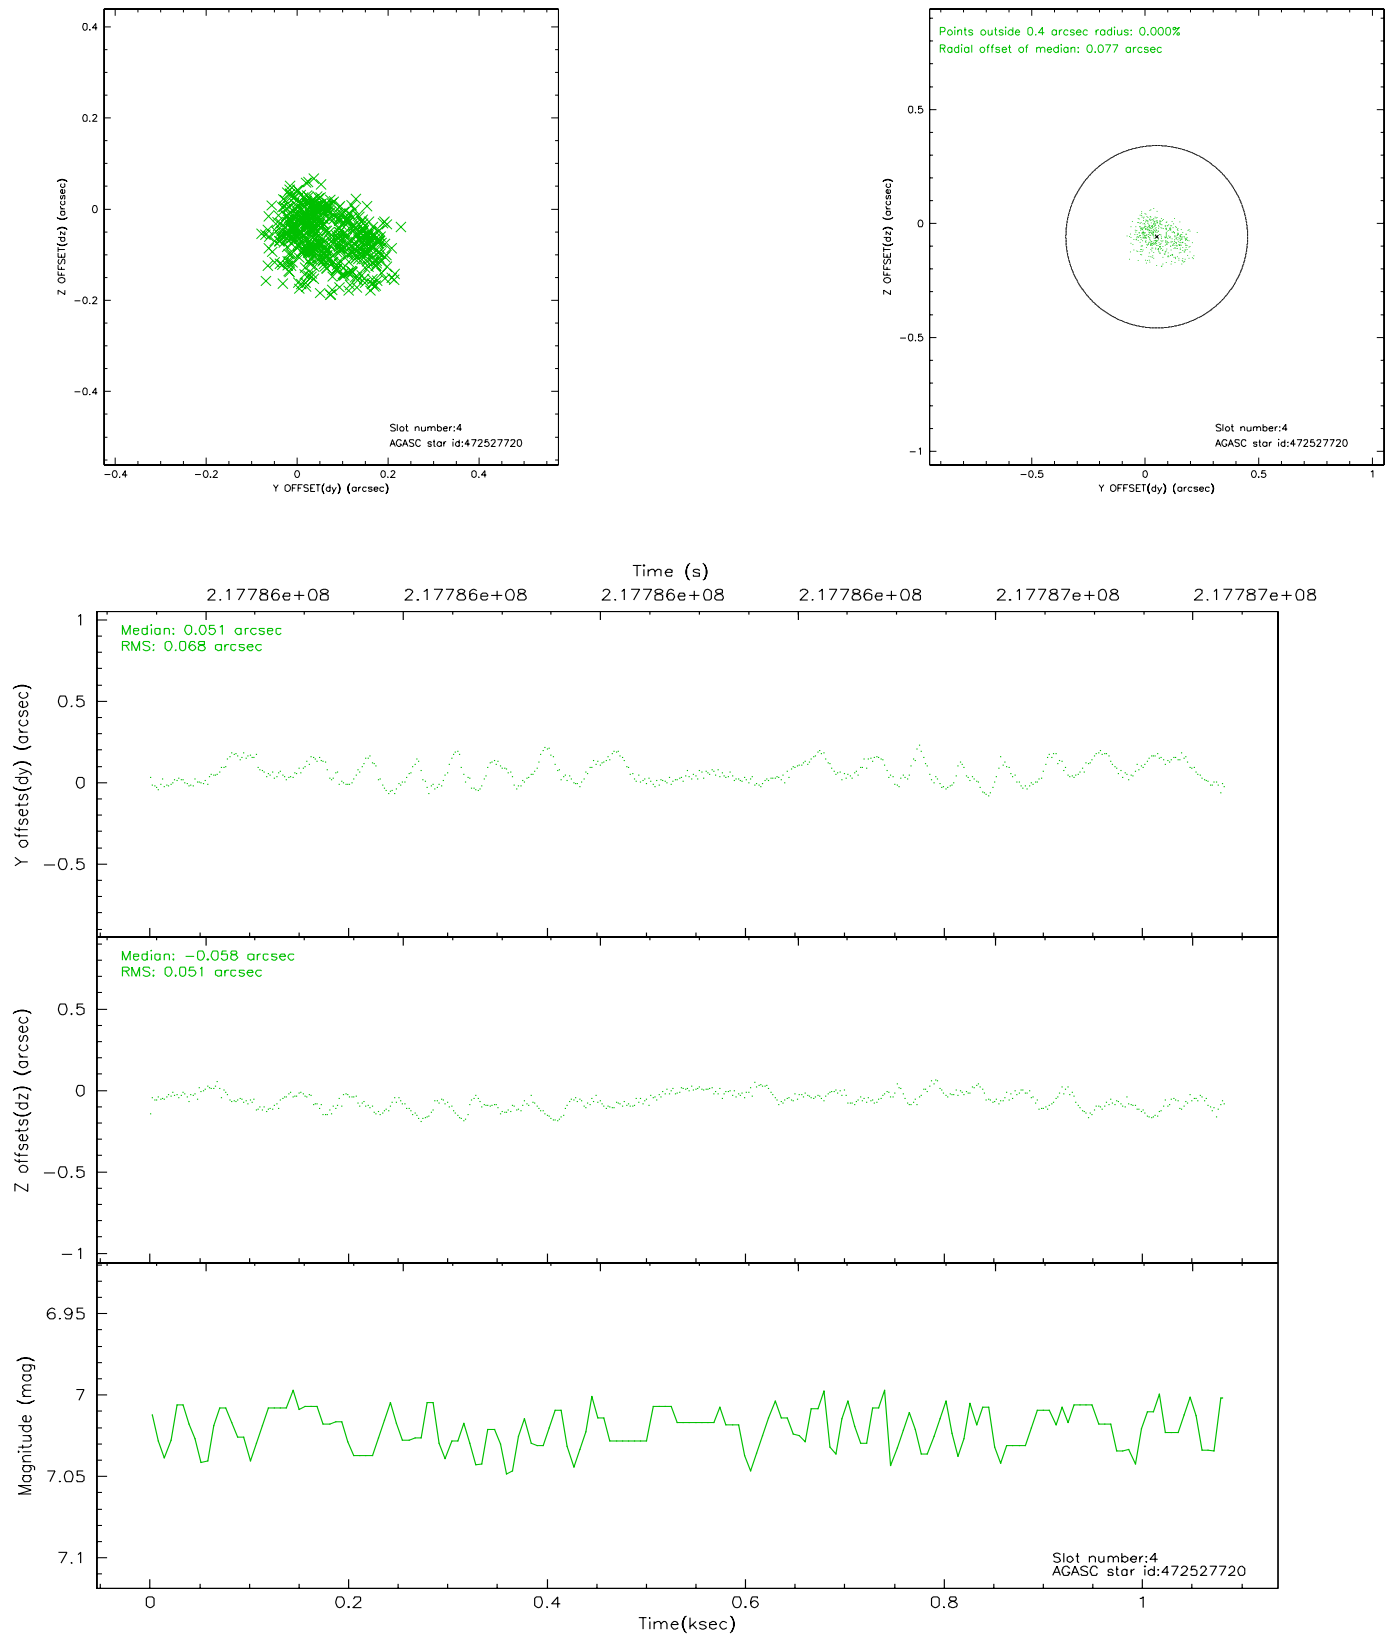 0.4
0.2
0
−0.2
−0.4
Z OFFSET(dz) (arcsec)
Slot number:4
AGASC star id:472527720
−0.4 −0.2 0 0.2 0.4
Y OFFSET(dy) (arcsec)
Points outside 0.4 arcsec radius: 0.000%
Radial offset of median: 0.077 arcsec
0.5
0
−0.5
−1
Z OFFSET(dz) (arcsec)
Slot number:4
AGASC star id:472527720
−0.5 0 0.5 1
Y OFFSET(dy) (arcsec)
Time (s)
2.17786e+08 2.17786e+08 2.17786e+08 2.17786e+08 2.17787e+08 2.17787e+08
Median: 0.051 arcsec
RMS: 0.068 arcsec
1
0.5
0
−0.5
Y offsets(dy) (arcsec)
Median: −0.058 arcsec
RMS: 0.051 arcsec
0.5
0
−0.5
−1
Z offsets(dz) (arcsec)
6.95
7
7.05
7.1
Magnitude (mag)
Slot number:4
AGASC star id:472527720
0 0.2 0.4 0.6 0.8 1
Time(ksec)